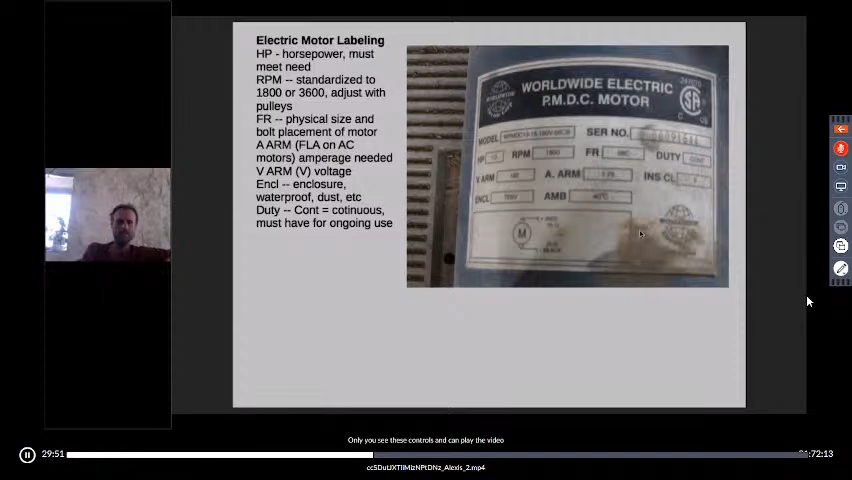 Electric Motor Labeling
HP - horsepower, must
meet need
RPM -- standardized to
1800 or 3600, adjust with
pulleys
FR -- physical size and
bolt placement of motor
A ARM (FLA on AC
motors) amperage needed
V ARM (V) voltage
Encl -- enclosure,
waterproof, dust, etc
Duty -- Cont = cotinuous,
must have for ongoing use
WORLDWIDE ELECTRIC
P.M.D.C. MOTOR
MODEL
SER NO.
HP
RPM 1800
FR
DUTY CONT
V ARM
A. ARM
INS CL
ENCL
AMB 40°C
M
WORLDWIDE
Only you see these controls and can play the video
29:51